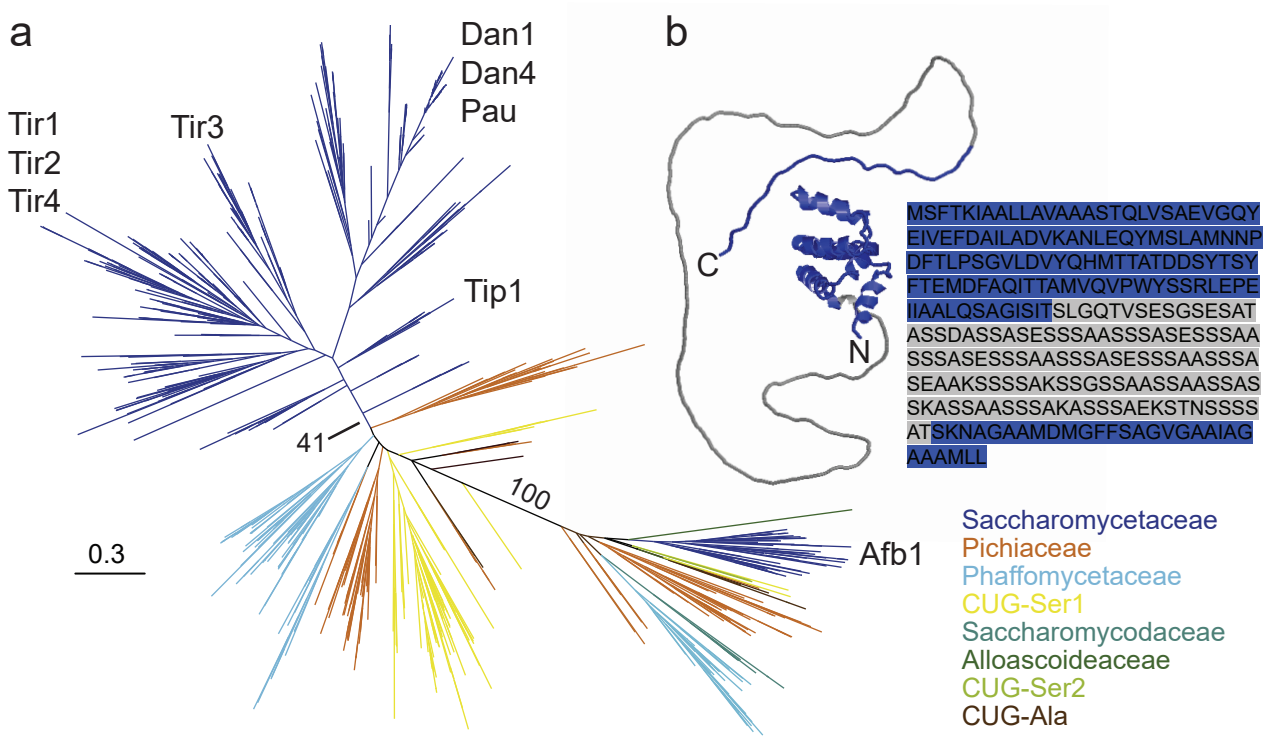 a
b
Dan1
Dan4
Pau
Tir1
Tir2
Tir4
Tir3
Tip1
41
100
0.3
Afb1
C
N
MSFTKIAALLAVAAASTQLVSAEVGQY
EIVEFDAILADVKANLEQYMSLAMNNP
DFTLPSGVLDVYQHMTTATDDSYTSY
FTEMDFAQITTAMVQVPWYSSRLEPE
IIAALQSAGISITSLGQTVSESGSESAT
ASSDASSASESSSAASSSASESSSAA
SSSASESSSAASSSASESSSAASSSA
SEAAKSSSSAKSSGSSAASSAASSAS
SKASSAASSSAKASSSAEKSTNSSSS
ATSKNAGAAMDMGFFSAGVGAAIAG
AAAMLL
Saccharomycetaceae
Pichiaceae
Phaffomycetaceae
CUG-Ser1
Saccharomycodaceae
Alloascoideaceae
CUG-Ser2
CUG-Ala